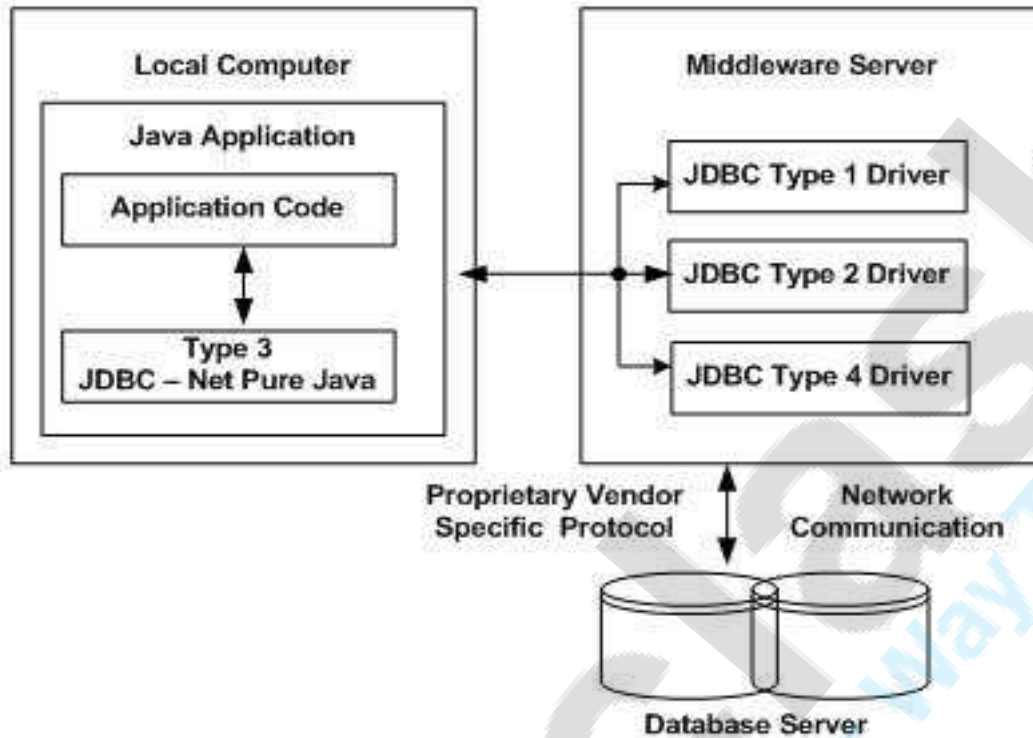 Local Computer
Java Application
Application Code
Type 3
JDBC – Net Pure Java
Middleware Server
JDBC Type 1 Driver
JDBC Type 2 Driver
JDBC Type 4 Driver
Proprietary Vendor
Specific Protocol
Network
Communication
Database Server
way